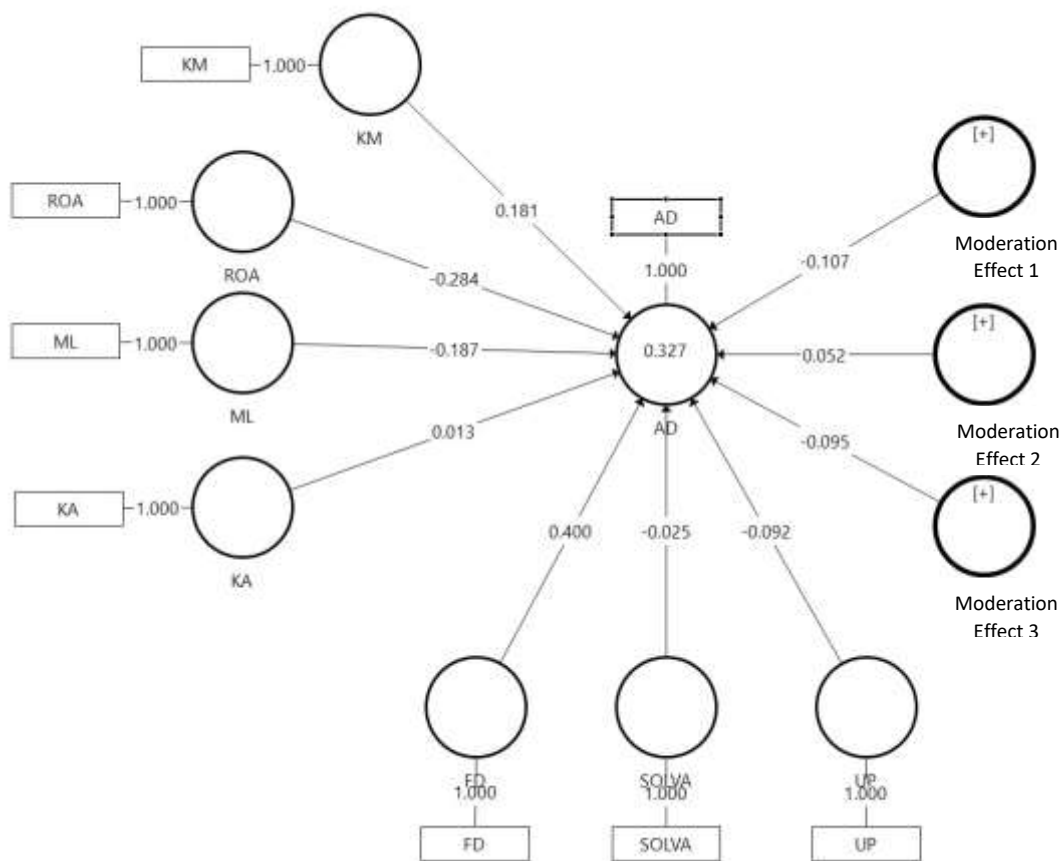 KM
1.000
KM
ROA
1.000
ROA
0.181
-0.284
ML
1.000
ML
-0.187
KA
1.000
KA
0.013
AD
1.000
0.327
AD
[+]
Moderation
Effect 1
-0.107
[+]
Moderation
Effect 2
0.052
[+]
Moderation
Effect 3
-0.095
0.400
-0.025
-0.092
FD
1.000
FD
SOLVA
1.000
SOLVA
UP
1.000
UP